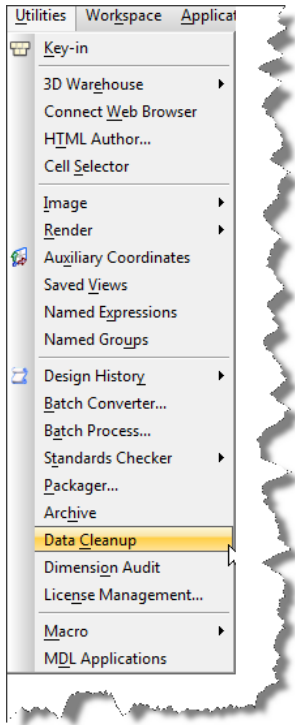 Utilities Workspace Applicat
Key-in
3D Warehouse
Connect Web Browser
HTML Author...
Cell Selector
Image
Render
Auxiliary Coordinates
Saved Views
Named Expressions
Named Groups
Design History
Batch Converter...
Batch Process...
Standards Checker
Packager...
Archive
Data Cleanup
Dimension Audit
License Management...
Macro
MDL Applications